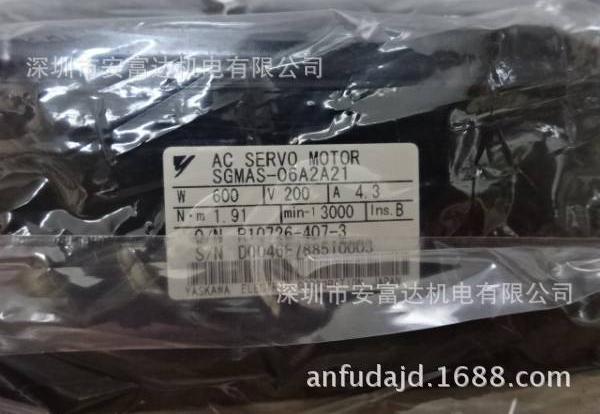 深圳市安富达机电有限公司
AC SERVO MOTOR
SGMAS-06A2A21
W 600 V 200 A 4.3
N·m 1.91 min-1 3000 Ins.B
O/N R10726-407-3
S/N D0046F788510003
YASKAWA JAPAN
深圳市安富达机电有限公司
anfudajd.1688.com